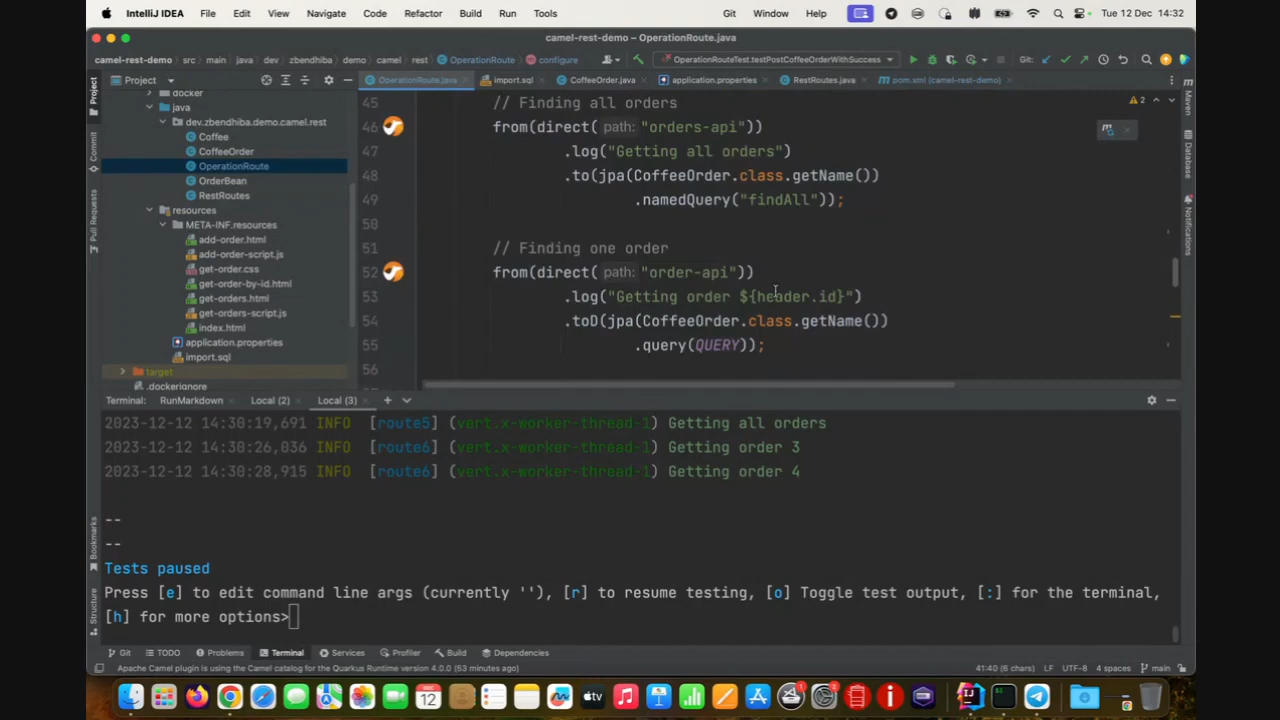 IntelliJ IDEA File Edit View Navigate Code Refactor Build Run Tools Git Window Help Tue 12 Dec 14:32
camel-rest-demo – OperationRoute.java
camel-rest-demo src main java dev zbendhiba demo camel rest OperationRoute configure OperationRouteTest.testPostCoffeeOrderWithSuccess Git:
Project OperationRoute.java import.sql CoffeeOrder.java application.properties RestRoutes.java pom.xml (camel-rest-demo)
docker
java
dev.zbendhiba.demo.camel.rest
Coffee
CoffeeOrder
OperationRoute
OrderBean
RestRoutes
resources
META-INF.resources
add-order.html
add-order-script.js
get-order.css
get-order-by-id.html
get-orders.html
get-orders-script.js
index.html
application.properties
import.sql
target
.dockerignore
45 // Finding all orders
46 from(direct( path: "orders-api"))
47 .log("Getting all orders")
48 .to(jpa(CoffeeOrder.class.getName())
49 .namedQuery("findAll"));
50
51 // Finding one order
52 from(direct( path: "order-api"))
53 .log("Getting order ${header.id}")
54 .toD(jpa(CoffeeOrder.class.getName())
55 .query(QUERY));
56
2
Project
Commit
Pull Requests
Bookmarks
Structure
Maven
Database
Notifications
Terminal: RunMarkdown Local (2) Local (3)
2023-12-12 14:30:19,691 INFO [route5] (vert.x-worker-thread-1) Getting all orders
2023-12-12 14:30:26,036 INFO [route6] (vert.x-worker-thread-1) Getting order 3
2023-12-12 14:30:28,915 INFO [route6] (vert.x-worker-thread-1) Getting order 4
--
--
Tests paused
Press [e] to edit command line args (currently ''), [r] to resume testing, [o] Toggle test output, [:] for the terminal,
[h] for more options>
Git TODO Problems Terminal Services Profiler Build Dependencies
Apache Camel plugin is using the Camel catalog for the Quarkus Runtime version 4.0.0 (53 minutes ago) 41:40 (6 chars) LF UTF-8 4 spaces main